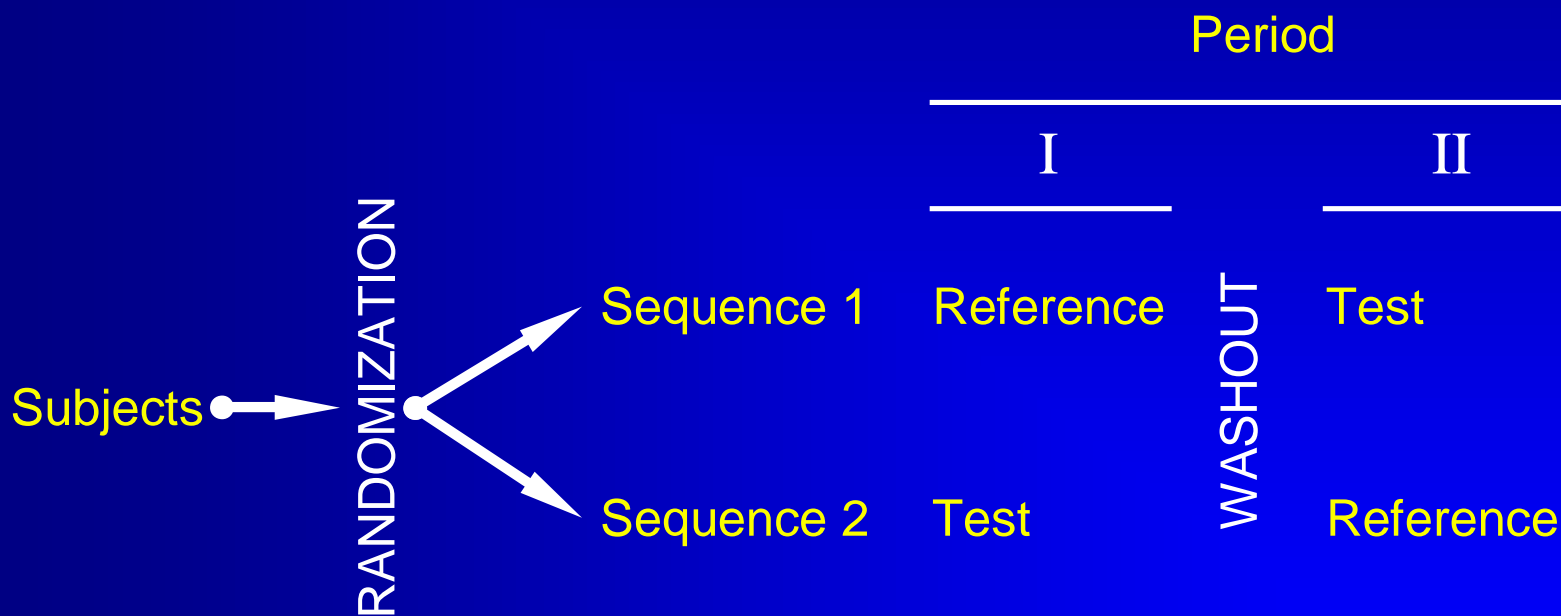 Period
I II
RANDOMIZATION
Sequence 1 Reference Test
WASHOUT
Subjects
Sequence 2 Test Reference